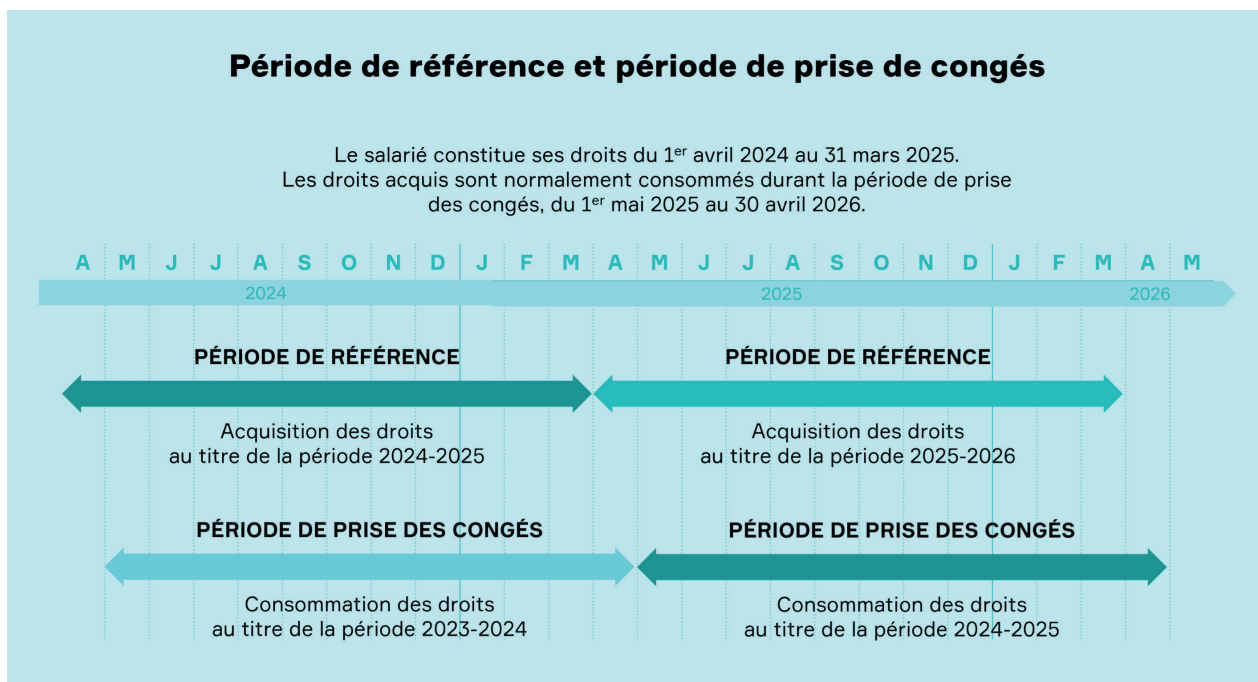 Période de référence et période de prise de congés
Le salarié constitue ses droits du 1er avril 2024 au 31 mars 2025.
Les droits acquis sont normalement consommés durant la période de prise
des congés, du 1er mai 2025 au 30 avril 2026.
A M J J A S O N D J F M A M J J A S O N D J F M A M
2024 2025 2026
PÉRIODE DE RÉFÉRENCE PÉRIODE DE RÉFÉRENCE
Acquisition des droits Acquisition des droits
au titre de la période 2024-2025 au titre de la période 2025-2026
PÉRIODE DE PRISE DES CONGÉS PÉRIODE DE PRISE DES CONGÉS
Consommation des droits Consommation des droits
au titre de la période 2023-2024 au titre de la période 2024-2025